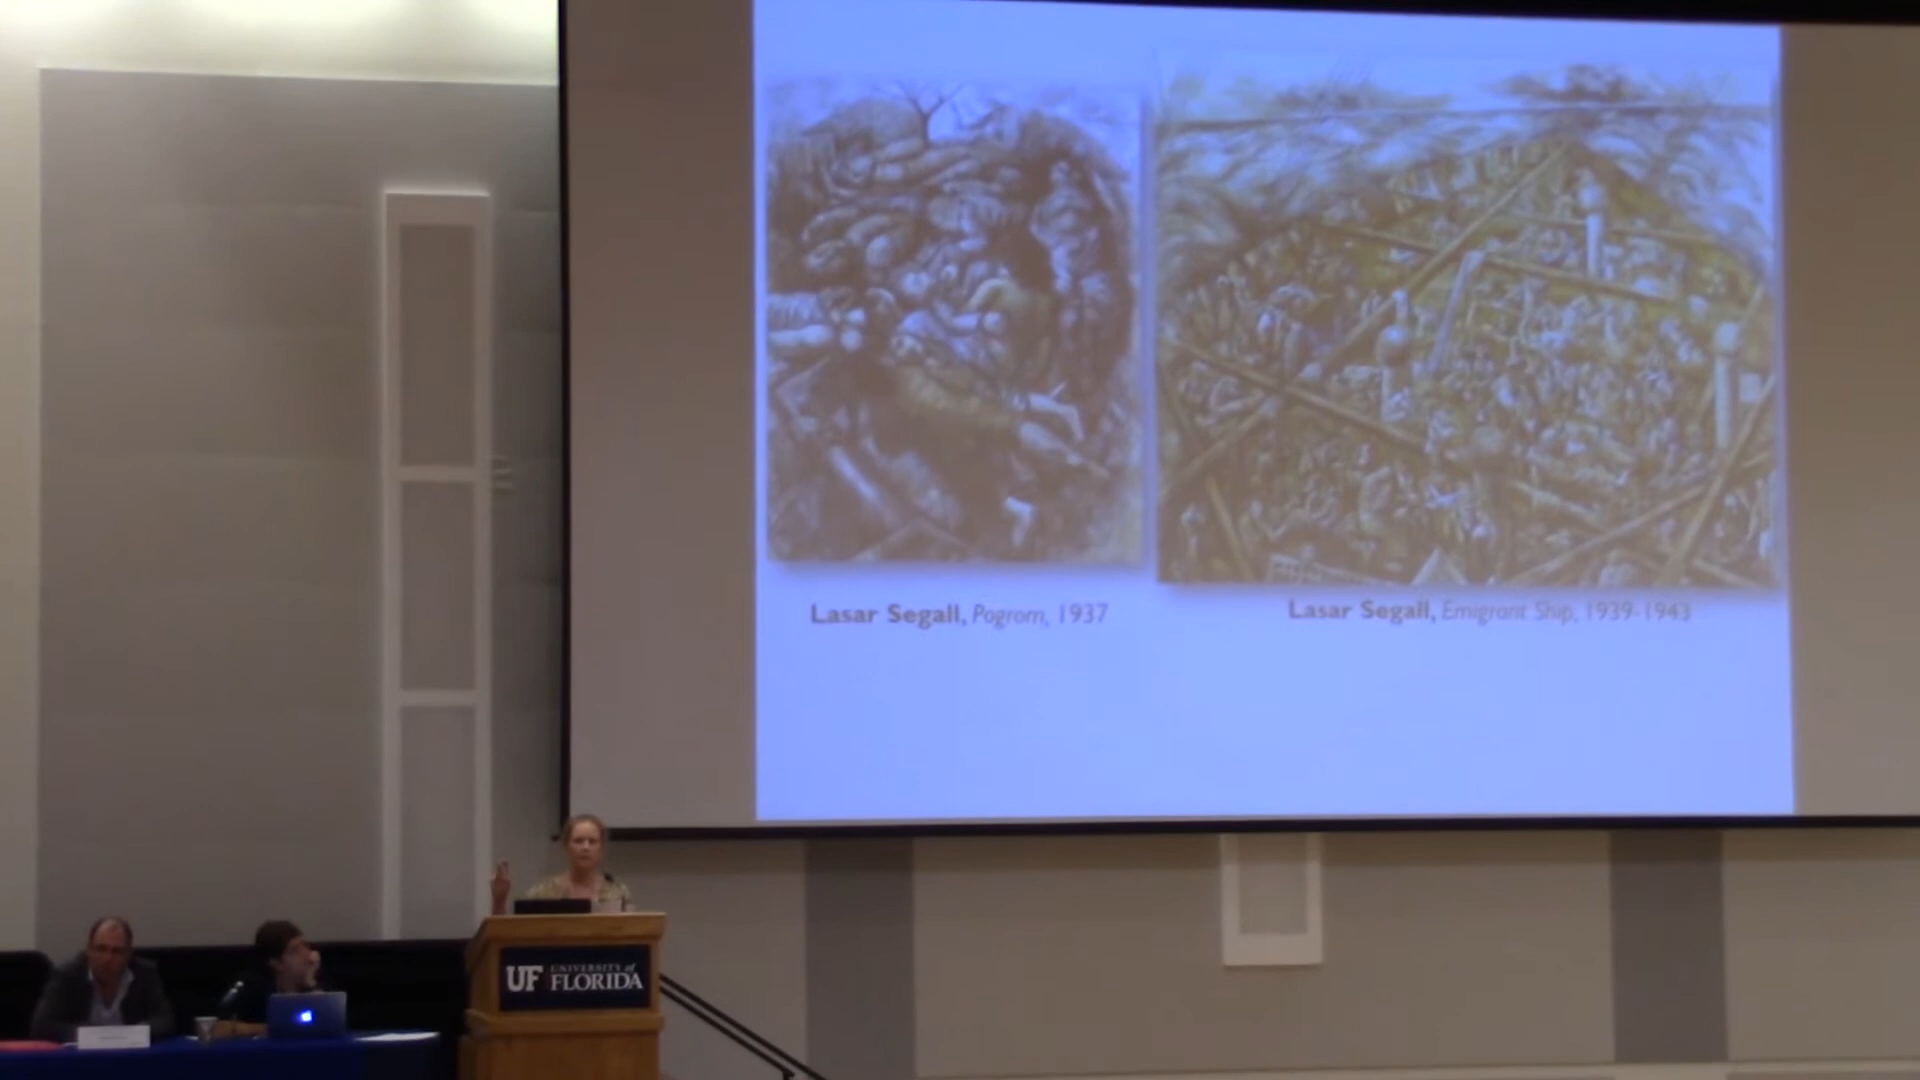 Lasar Segall, Pogrom, 1937
Lasar Segall, Emigrant Ship, 1939-1943
UF UNIVERSITY of
FLORIDA